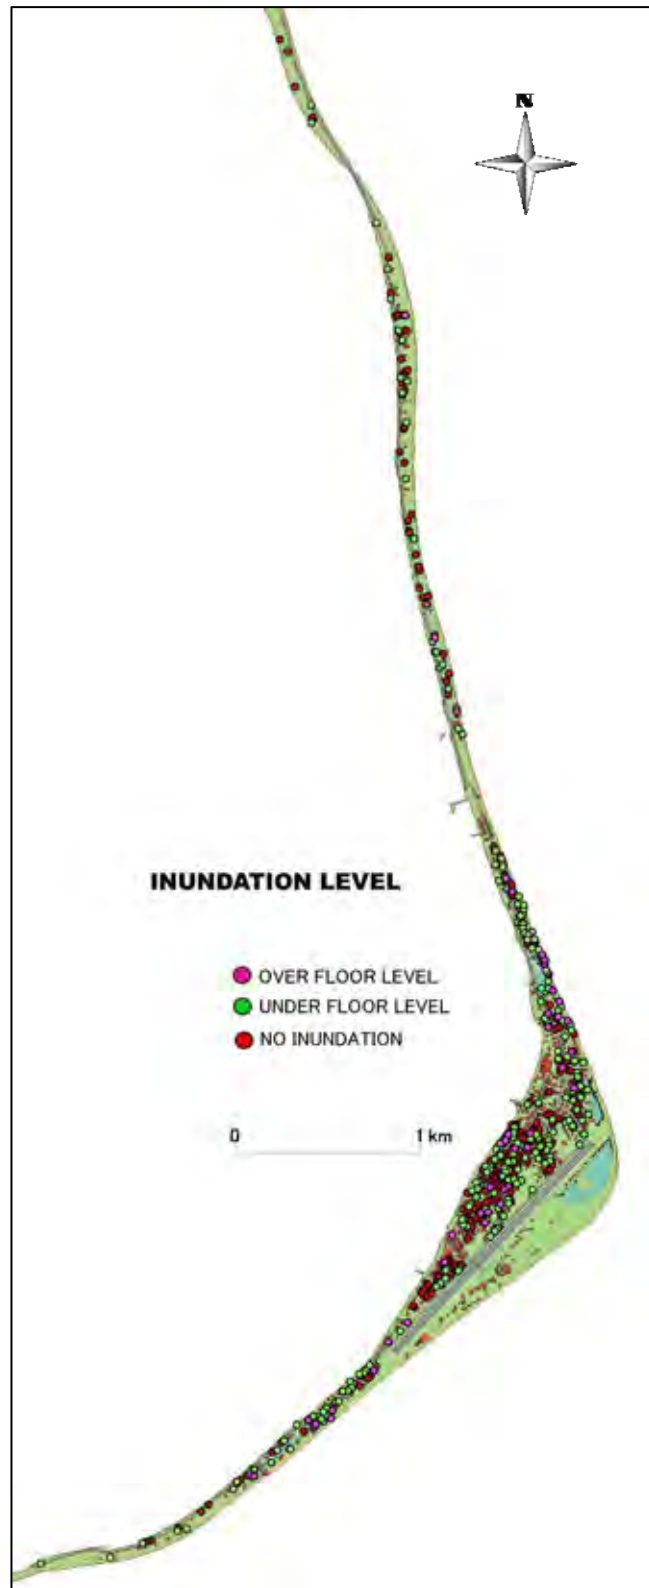 N
INUNDATION LEVEL
OVER FLOOR LEVEL
UNDER FLOOR LEVEL
NO INUNDATION
0 1 km